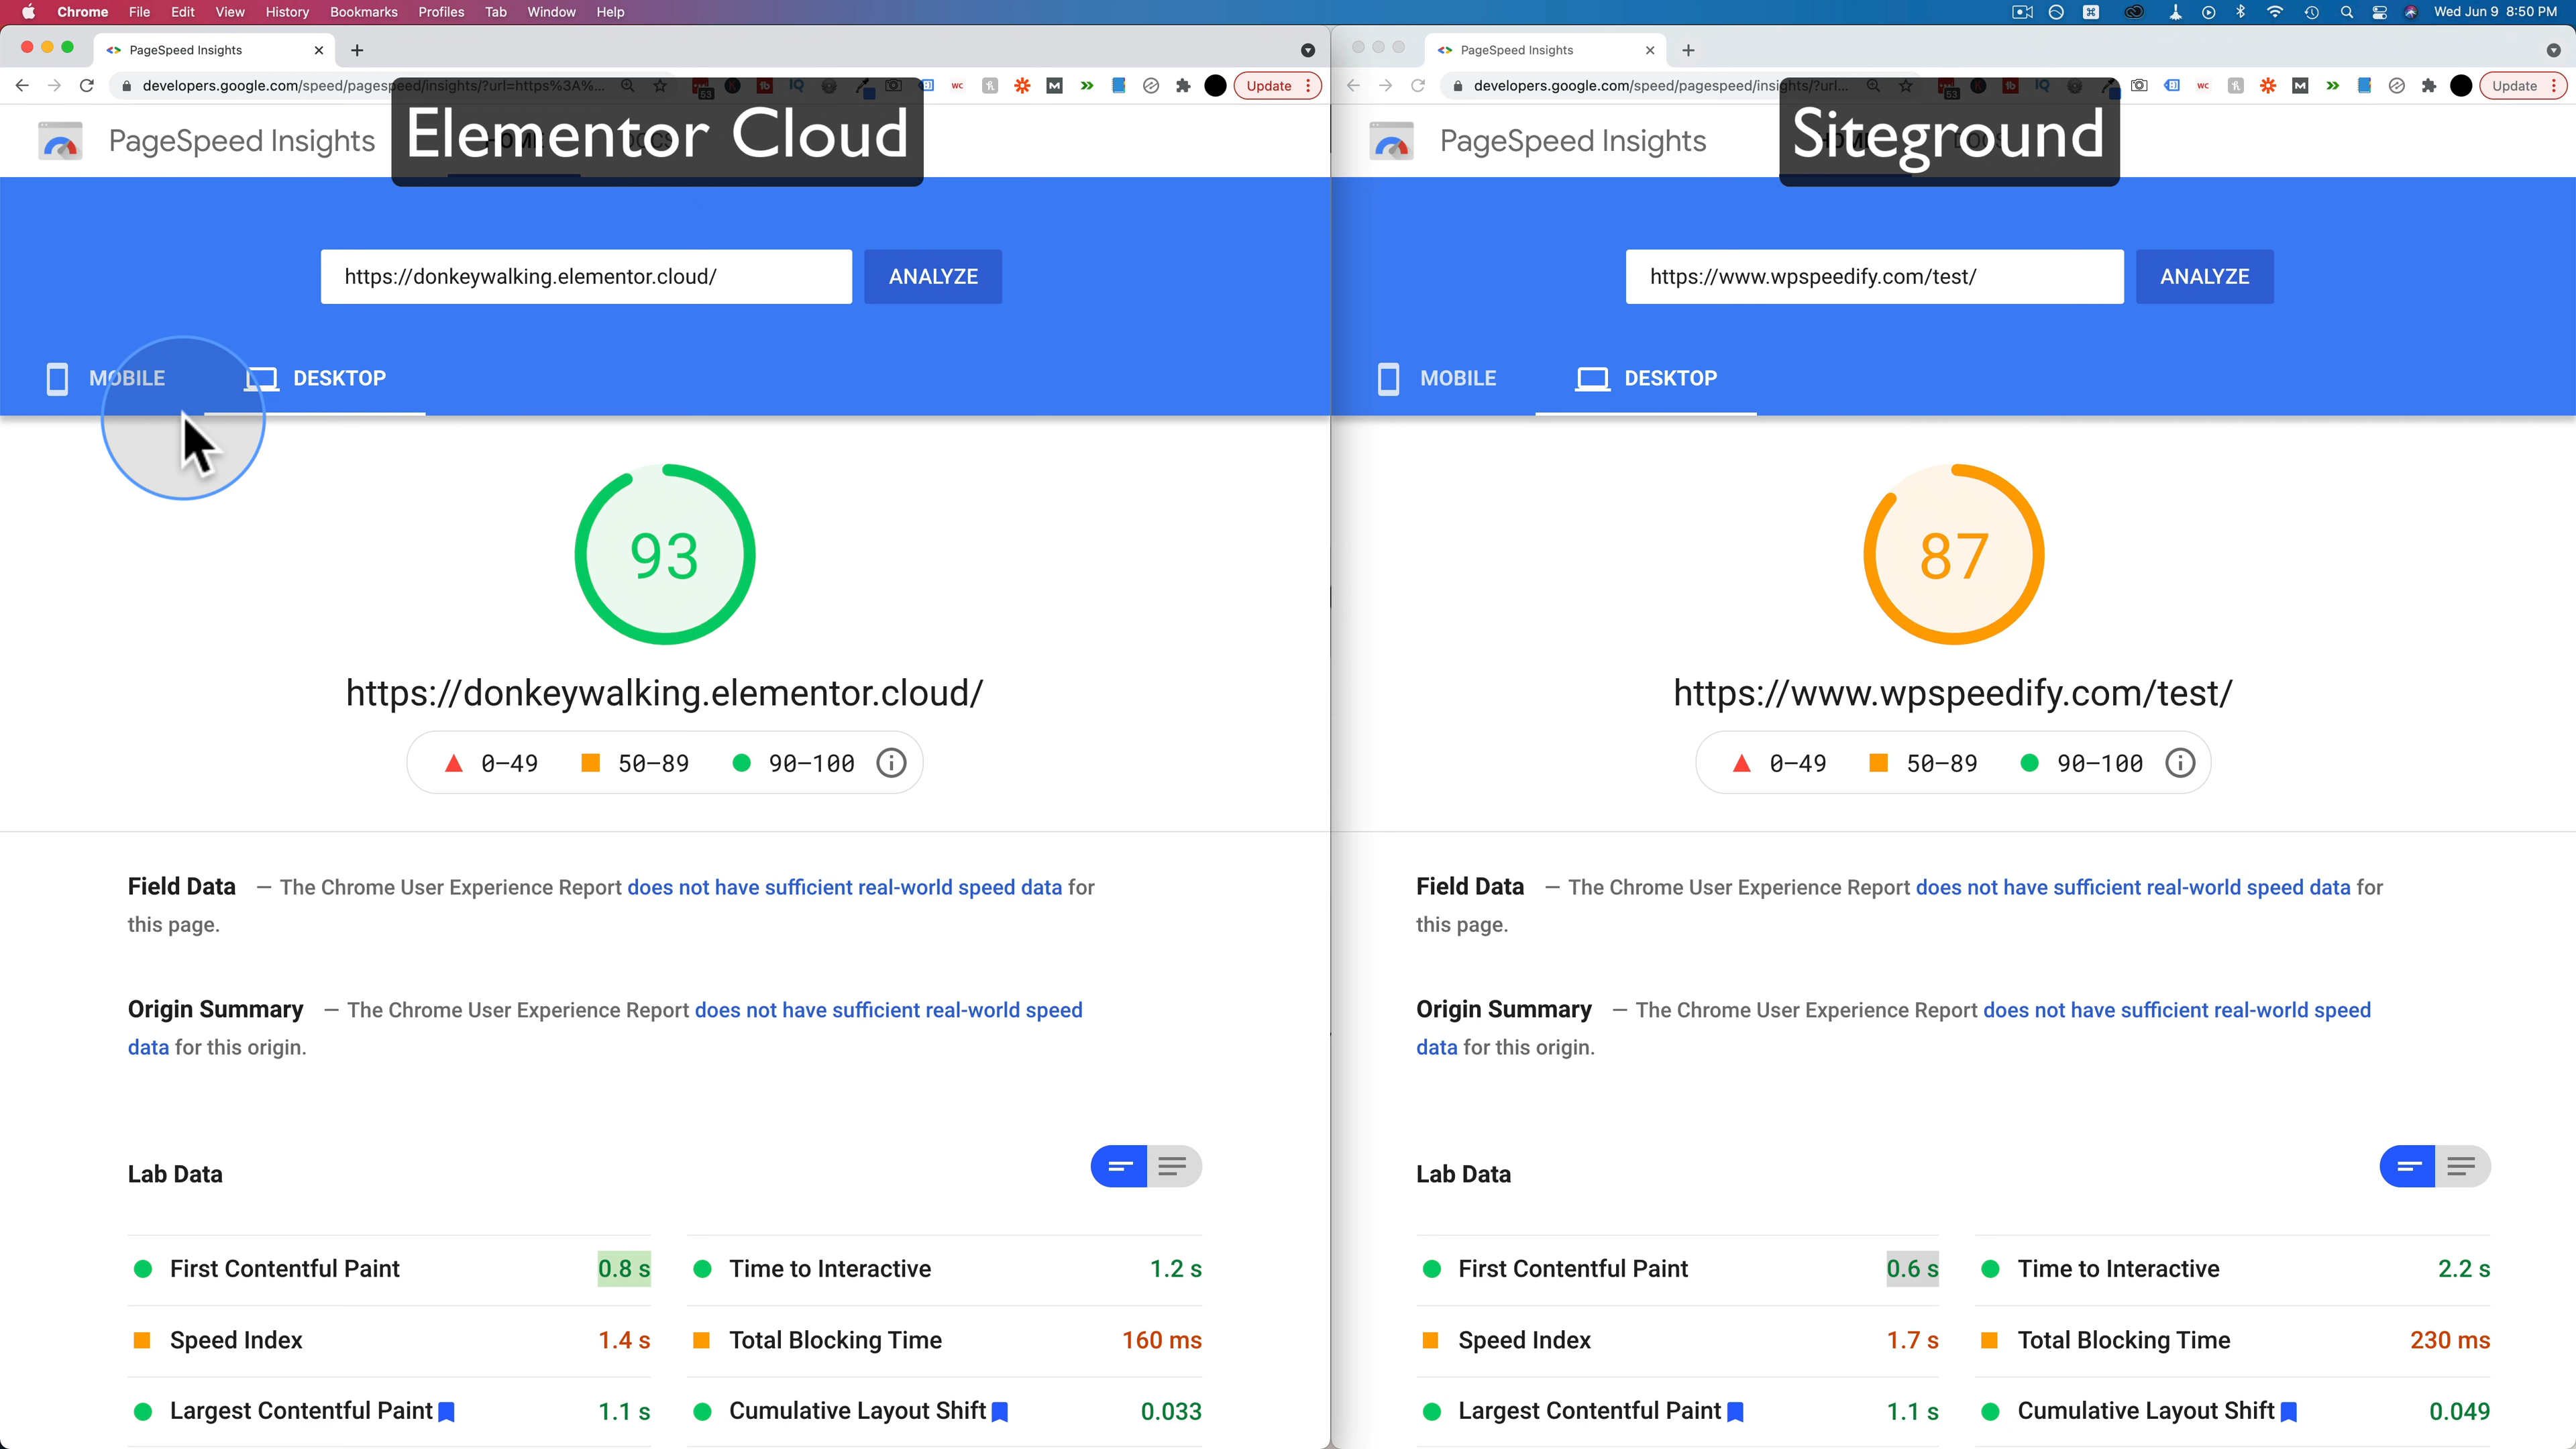 Chrome File Edit View History Bookmarks Profiles Tab Window Help
Wed Jun 9 8:50 PM
PageSpeed Insights
developers.google.com/speed/pagespeed/insights/?url=https%3A%...
Update
PageSpeed Insights
Elementor Cloud
https://donkeywalking.elementor.cloud/
ANALYZE
MOBILE
DESKTOP
93
https://donkeywalking.elementor.cloud/
0–49 50–89 90–100
Field Data — The Chrome User Experience Report does not have sufficient real-world speed data for
this page.
Origin Summary — The Chrome User Experience Report does not have sufficient real-world speed
data for this origin.
Lab Data
First Contentful Paint 0.8 s
Time to Interactive 1.2 s
Speed Index 1.4 s
Total Blocking Time 160 ms
Largest Contentful Paint 1.1 s
Cumulative Layout Shift 0.033
PageSpeed Insights
developers.google.com/speed/pagespeed/insights/?url...
Update
PageSpeed Insights
Siteground
https://www.wpspeedify.com/test/
ANALYZE
MOBILE
DESKTOP
87
https://www.wpspeedify.com/test/
0–49 50–89 90–100
Field Data — The Chrome User Experience Report does not have sufficient real-world speed data for
this page.
Origin Summary — The Chrome User Experience Report does not have sufficient real-world speed
data for this origin.
Lab Data
First Contentful Paint 0.6 s
Time to Interactive 2.2 s
Speed Index 1.7 s
Total Blocking Time 230 ms
Largest Contentful Paint 1.1 s
Cumulative Layout Shift 0.049